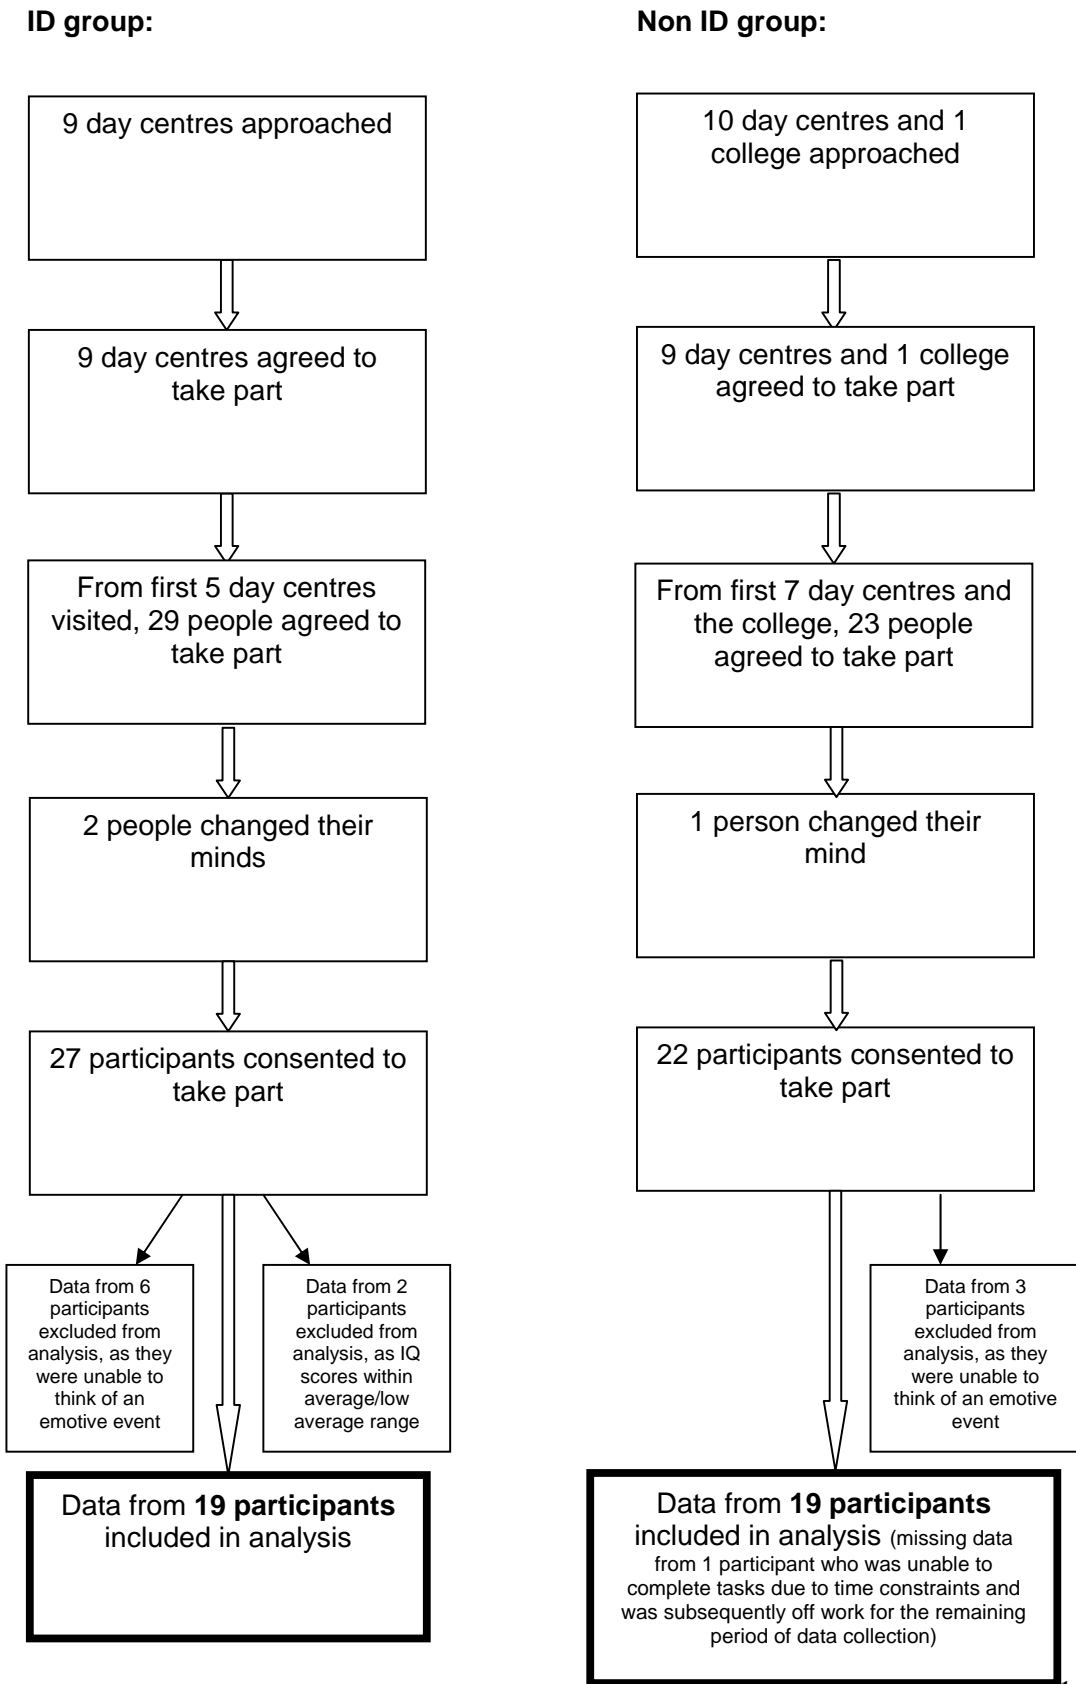 ID group:
9 day centres approached
9 day centres agreed to
take part
From first 5 day centres
visited, 29 people agreed to
take part
2 people changed their
minds
27 participants consented to
take part
Data from 6
participants
excluded from
analysis, as they
were unable to
think of an
emotive event
Data from 2
participants
excluded from
analysis, as IQ
scores within
average/low
average range
Data from 19 participants
included in analysis
Non ID group:
10 day centres and 1
college approached
9 day centres and 1 college
agreed to take part
From first 7 day centres and
the college, 23 people
agreed to take part
1 person changed their
mind
22 participants consented to
take part
Data from 3
participants
excluded from
analysis, as they
were unable to
think of an emotive
event
Data from 19 participants
included in analysis (missing data
from 1 participant who was unable to
complete tasks due to time constraints and
was subsequently off work for the remaining
period of data collection)